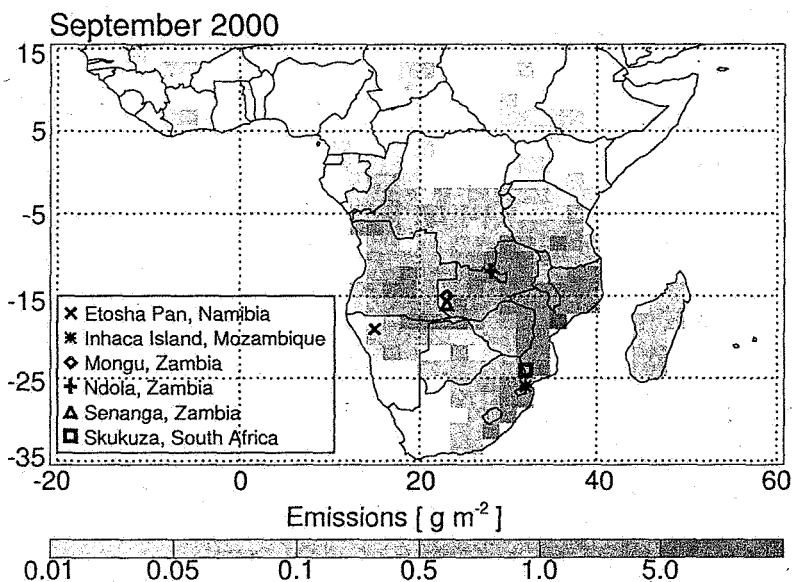 September 2000
15
5
-5
-15
-25
-35
× Etosha Pan, Namibia
✱ Inhaca Island, Mozambique
◇ Mongu, Zambia
+ Ndola, Zambia
△ Senanga, Zambia
□ Skukuza, South Africa
-20 0 20 40 60
Emissions [ g m⁻² ]
0.01 0.05 0.1 0.5 1.0 5.0